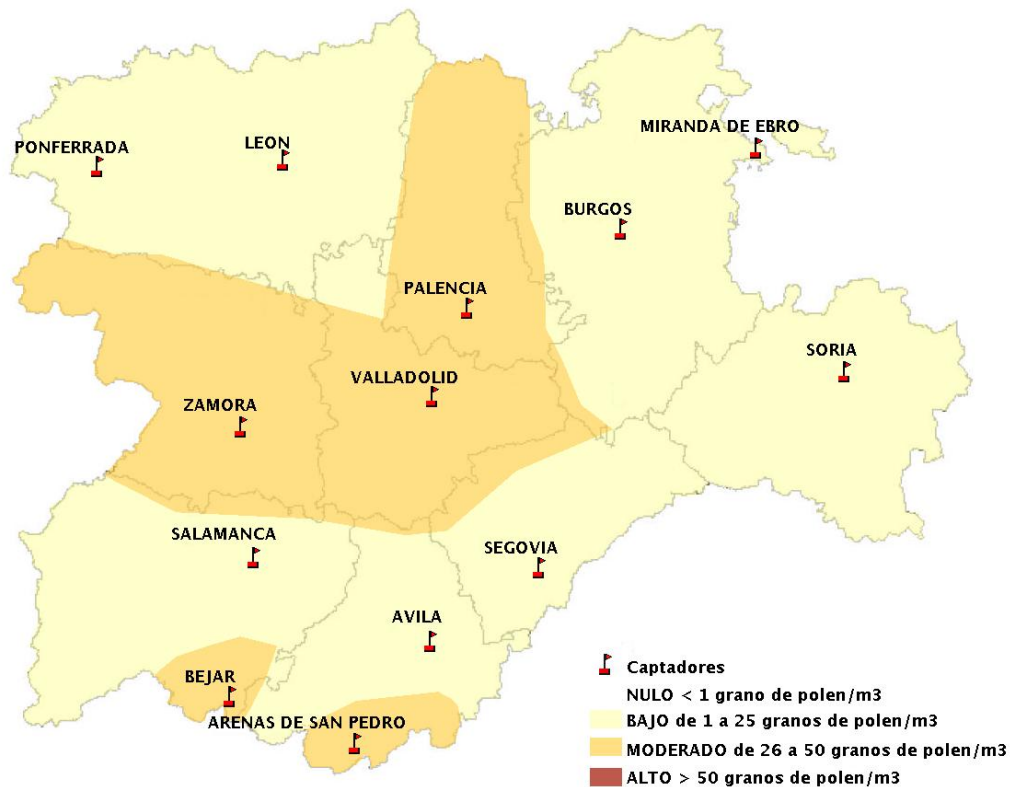 MIRANDA DE EBRO
PONFERRADA
LEON
BURGOS
PALENCIA
SORIA
VALLADOLID
ZAMORA
SALAMANCA
SEGOVIA
AVILA
BEJAR
ARENAS DE SAN PEDRO
Captadores
NULO < 1 grano de polen/m3
BAJO de 1 a 25 granos de polen/m3
MODERADO de 26 a 50 granos de polen/m3
ALTO > 50 granos de polen/m3